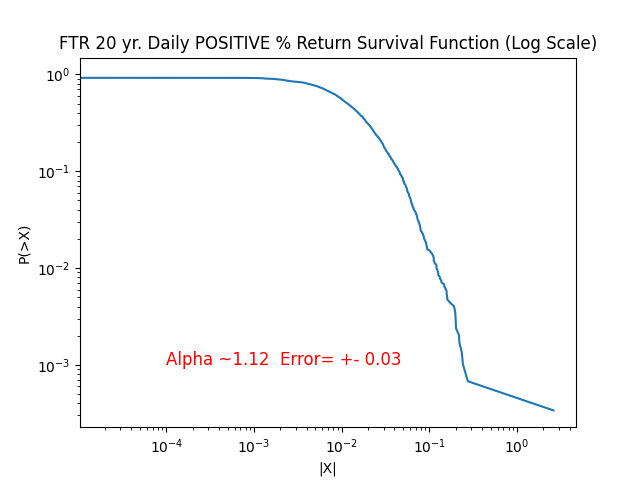 FTR 20 yr. Daily POSITIVE % Return Survival Function (Log Scale)
10⁰
10⁻¹
10⁻²
10⁻³
P(>X)
Alpha ~1.12  Error= +- 0.03
10⁻⁴ 10⁻³ 10⁻² 10⁻¹ 10⁰
|X|